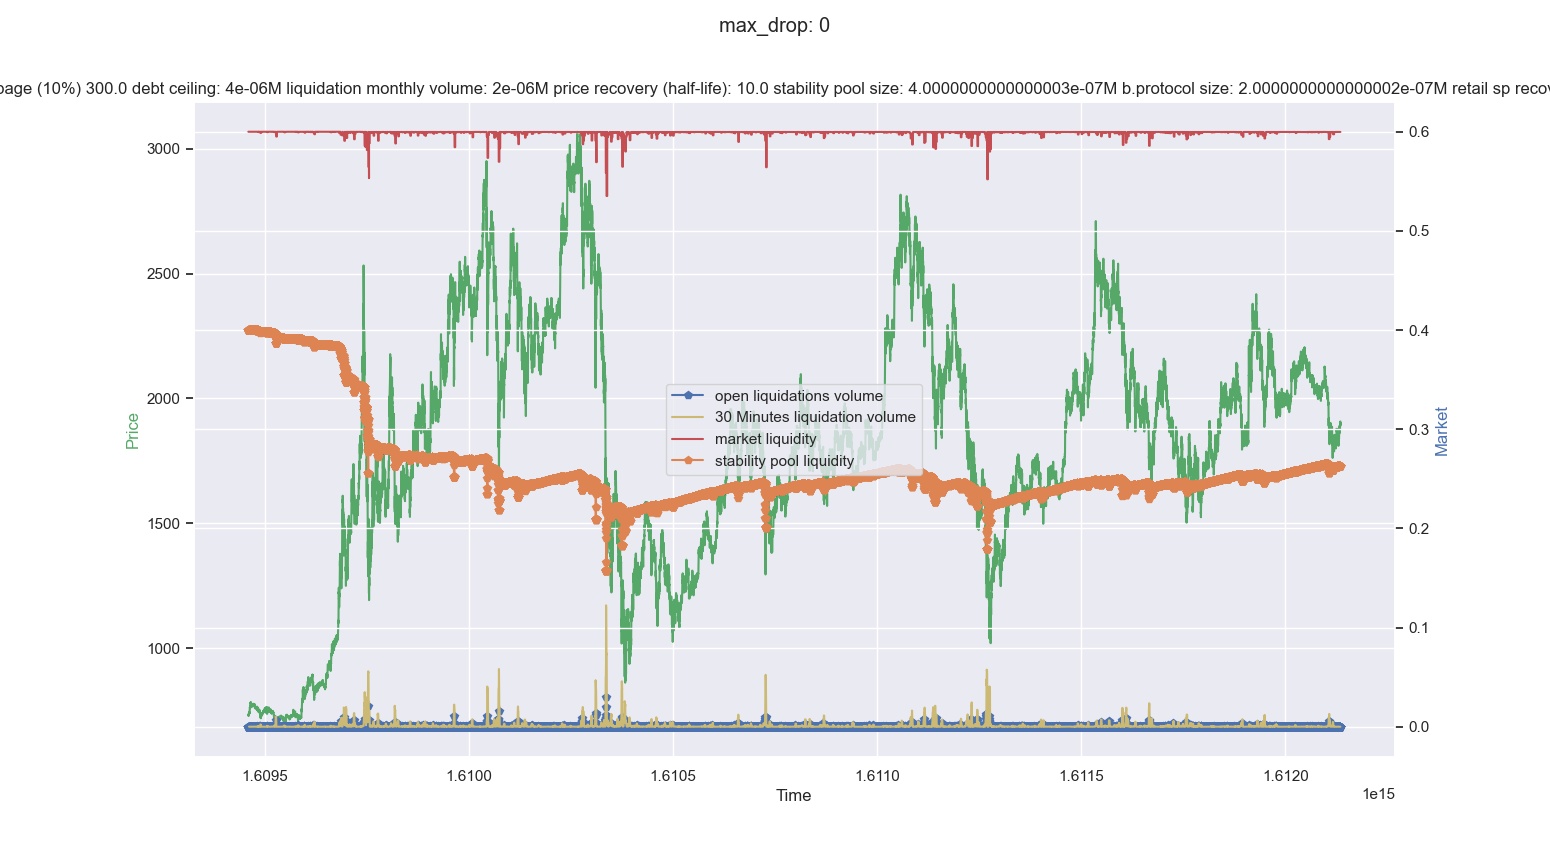 max_drop: 0
page (10%) 300.0 debt ceiling: 4e-06M liquidation monthly volume: 2e-06M price recovery (half-life): 10.0 stability pool size: 4.0000000000000003e-07M b.protocol size: 2.0000000000000002e-07M retail sp recov
3000
2500
2000
1500
1000
Price
open liquidations volume
30 Minutes liquidation volume
market liquidity
stability pool liquidity
0.6
0.5
0.4
0.3
0.2
0.1
0.0
Market
1.6095
1.6100
1.6105
1.6110
1.6115
1.6120
Time
1e15